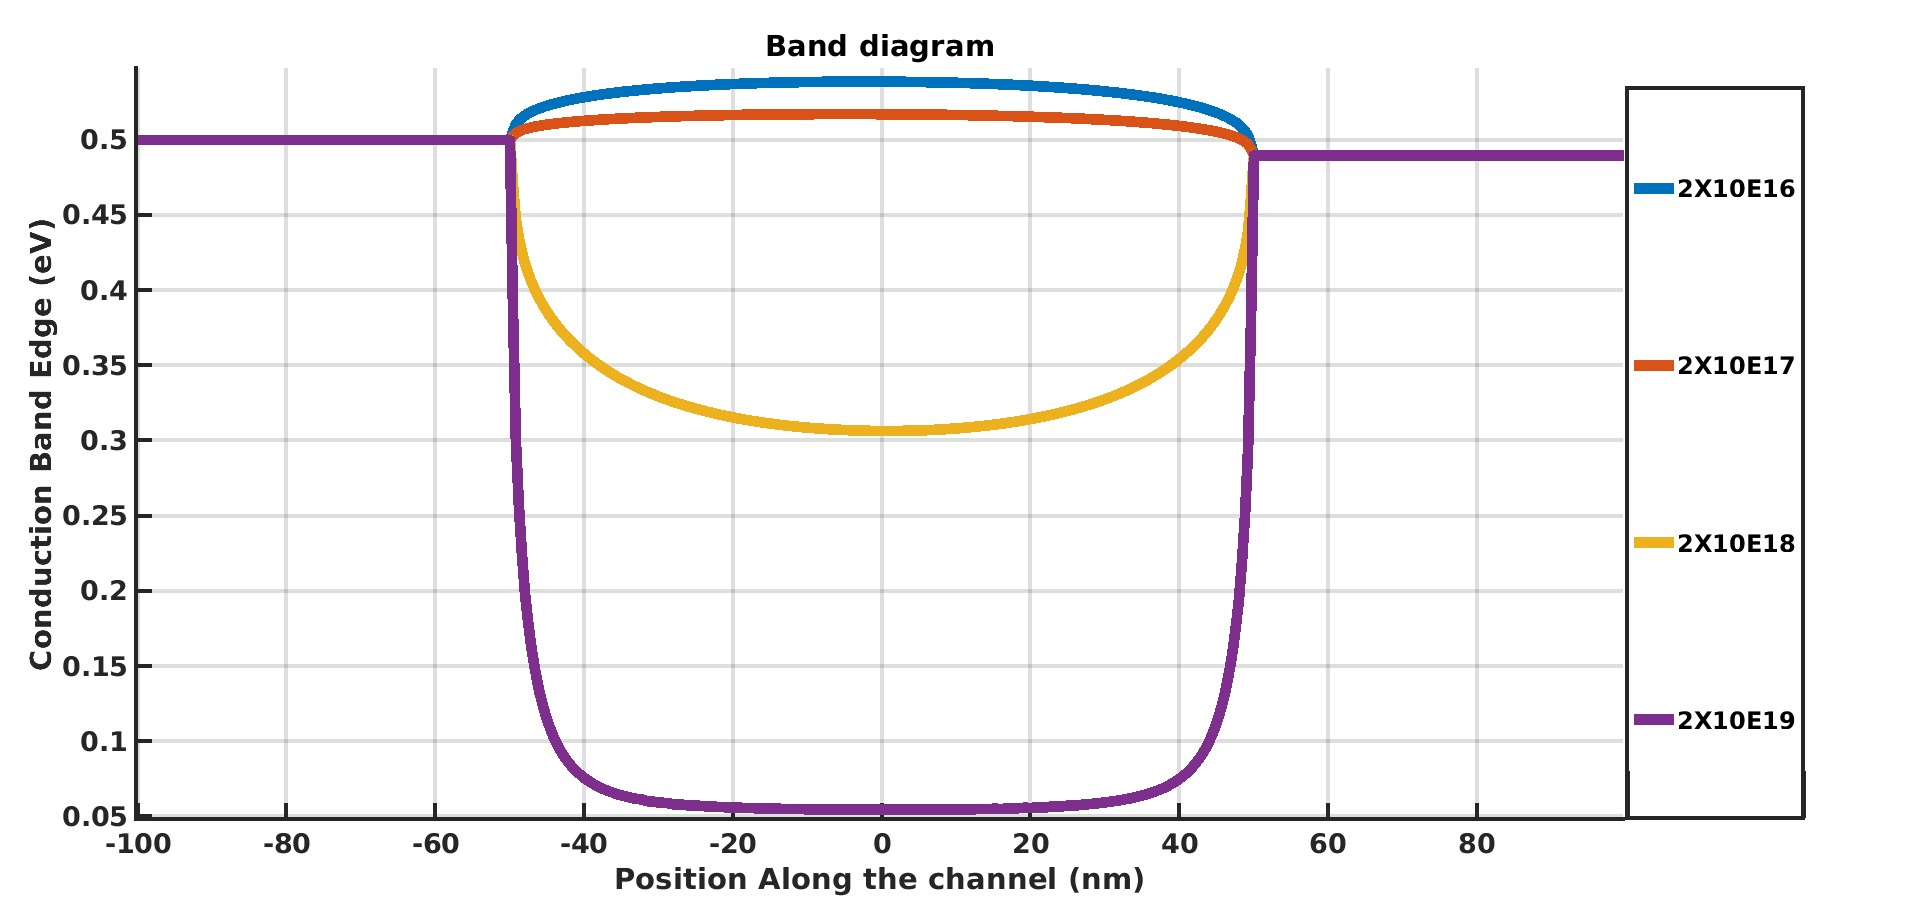 Band diagram
Conduction Band Edge (eV)
0.5
0.45
0.4
0.35
0.3
0.25
0.2
0.15
0.1
0.05
-100 -80 -60 -40 -20 0 20 40 60 80
Position Along the channel (nm)
2X10E16
2X10E17
2X10E18
2X10E19